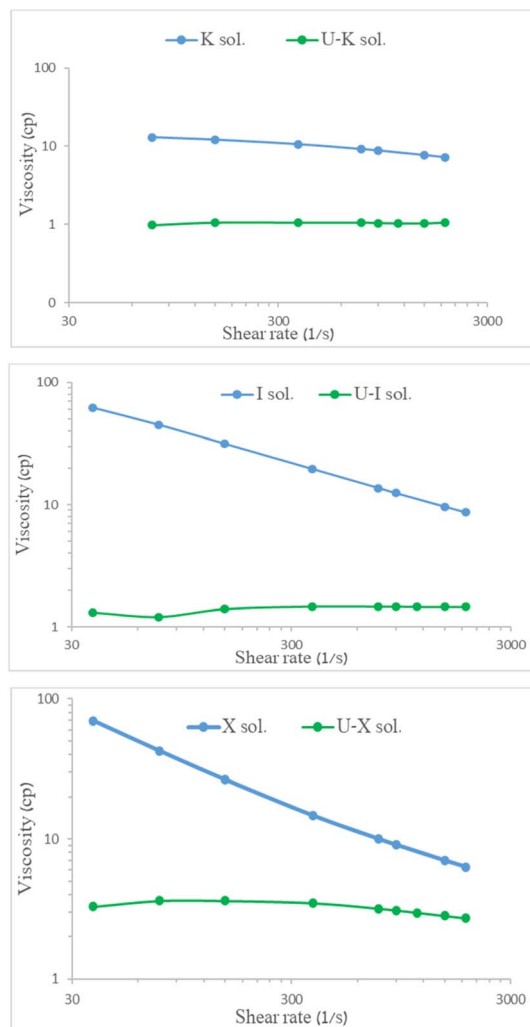 K sol. U-K sol.
100
10
1
0
Viscosity (cp)
30 300 3000
Shear rate (1/s)
I sol. U-I sol.
100
10
1
Viscosity (cp)
30 300 3000
Shear rate (1/s)
X sol. U-X sol.
100
10
1
Viscosity (cp)
30 300 3000
Shear rate (1/s)